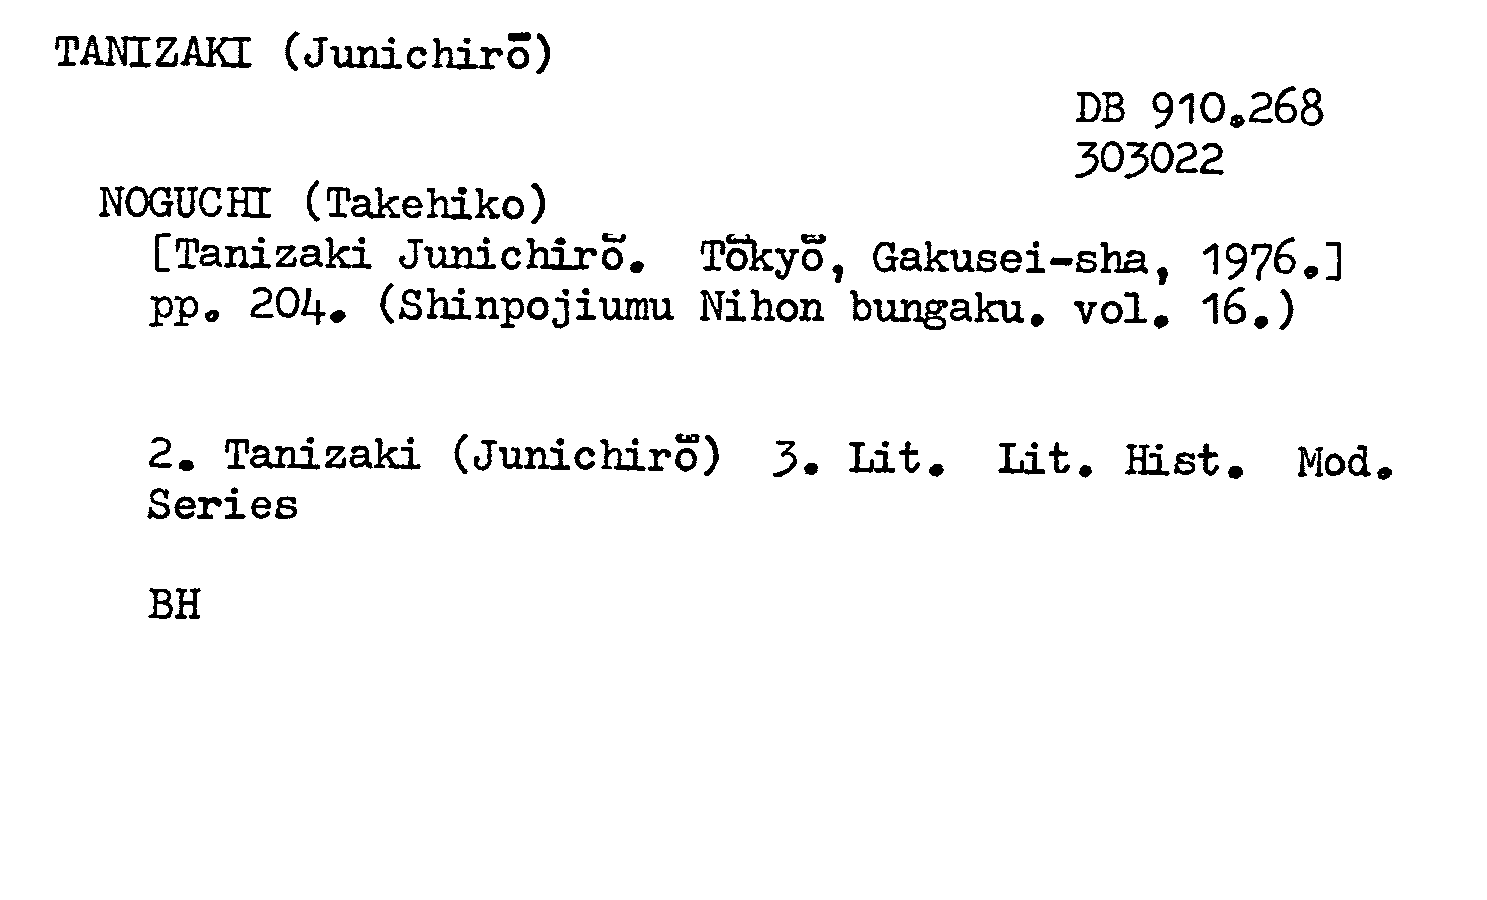 TANIZAKI (Junichirō)
DB 910.268
303022
NOGUCHI (Takehiko)
[Tanizaki Junichirō. Tōkyō, Gakusei-sha, 1976.]
pp. 204. (Shinpojiumu Nihon bungaku. vol. 16.)
2. Tanizaki (Junichirō) 3. Lit. Lit. Hist. Mod.
Series
BH